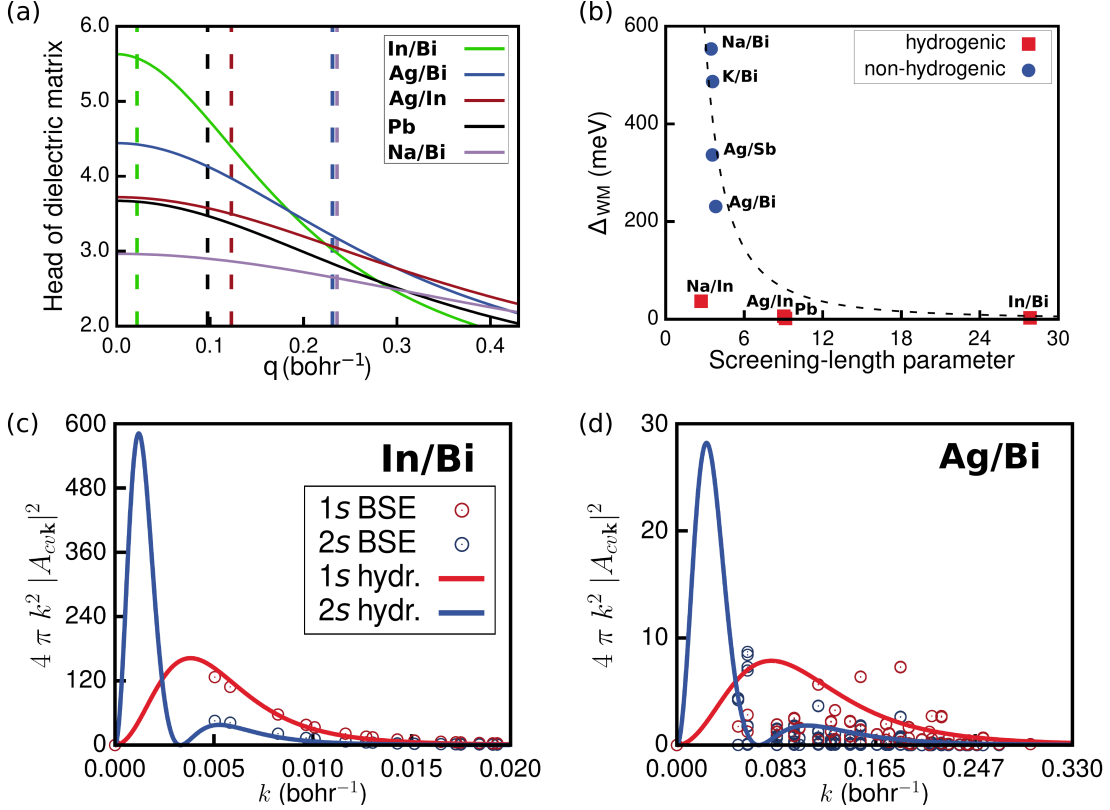 (a)
Head of dielectric matrix
6.0
5.0
4.0
3.0
2.0
0.0
0.1
0.2
0.3
0.4
q (bohr⁻¹)
In/Bi
Ag/Bi
Ag/In
Pb
Na/Bi
(b)
Δ_WM (meV)
600
400
200
0
0
6
12
18
24
30
Screening-length parameter
hydrogenic
non-hydrogenic
Na/Bi
K/Bi
Ag/Sb
Ag/Bi
Na/In
Ag/In
Pb
In/Bi
(c)
4 π k² |A_cvk|²
600
480
360
240
120
0
0.000
0.005
0.010
0.015
0.020
k (bohr⁻¹)
In/Bi
1s BSE
2s BSE
1s hydr.
2s hydr.
(d)
4 π k² |A_cvk|²
30
20
10
0
0.000
0.083
0.165
0.247
0.330
k (bohr⁻¹)
Ag/Bi